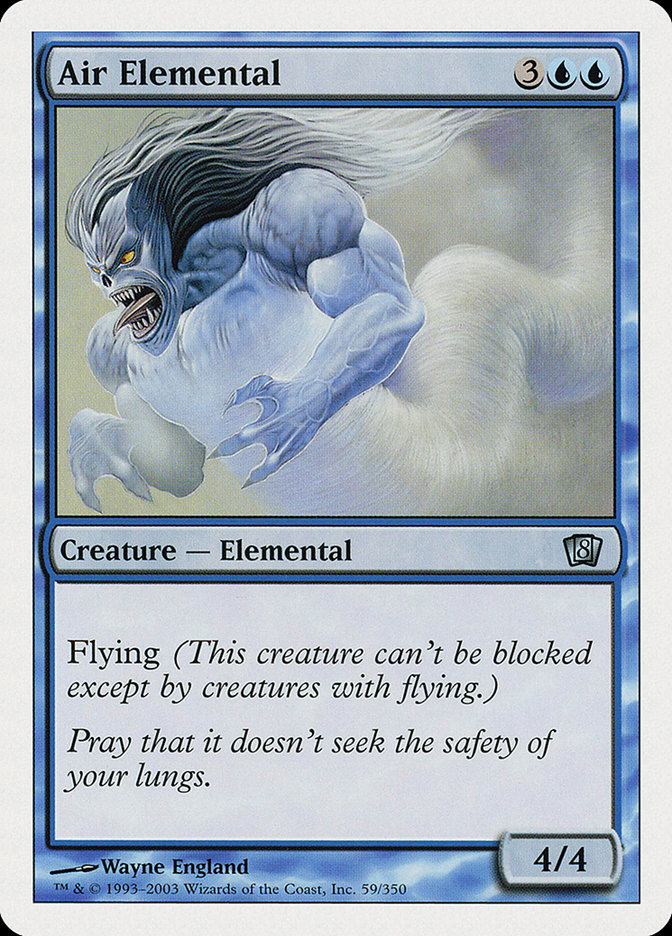 Air Elemental 3
Creature — Elemental 8
Flying (This creature can't be blocked
except by creatures with flying.)
Pray that it doesn't seek the safety of
your lungs.
4/4
Wayne England
™ & © 1993–2003 Wizards of the Coast, Inc. 59/350